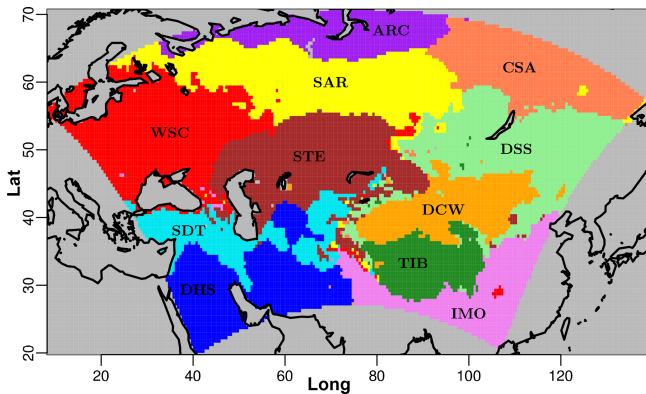 70
ARC
CSA
SAR
60
WSC
50
DSS
STE
Lat
40
DCW
SDT
TIB
30
DHS
IMO
20
20
40
60
80
100
120
Long